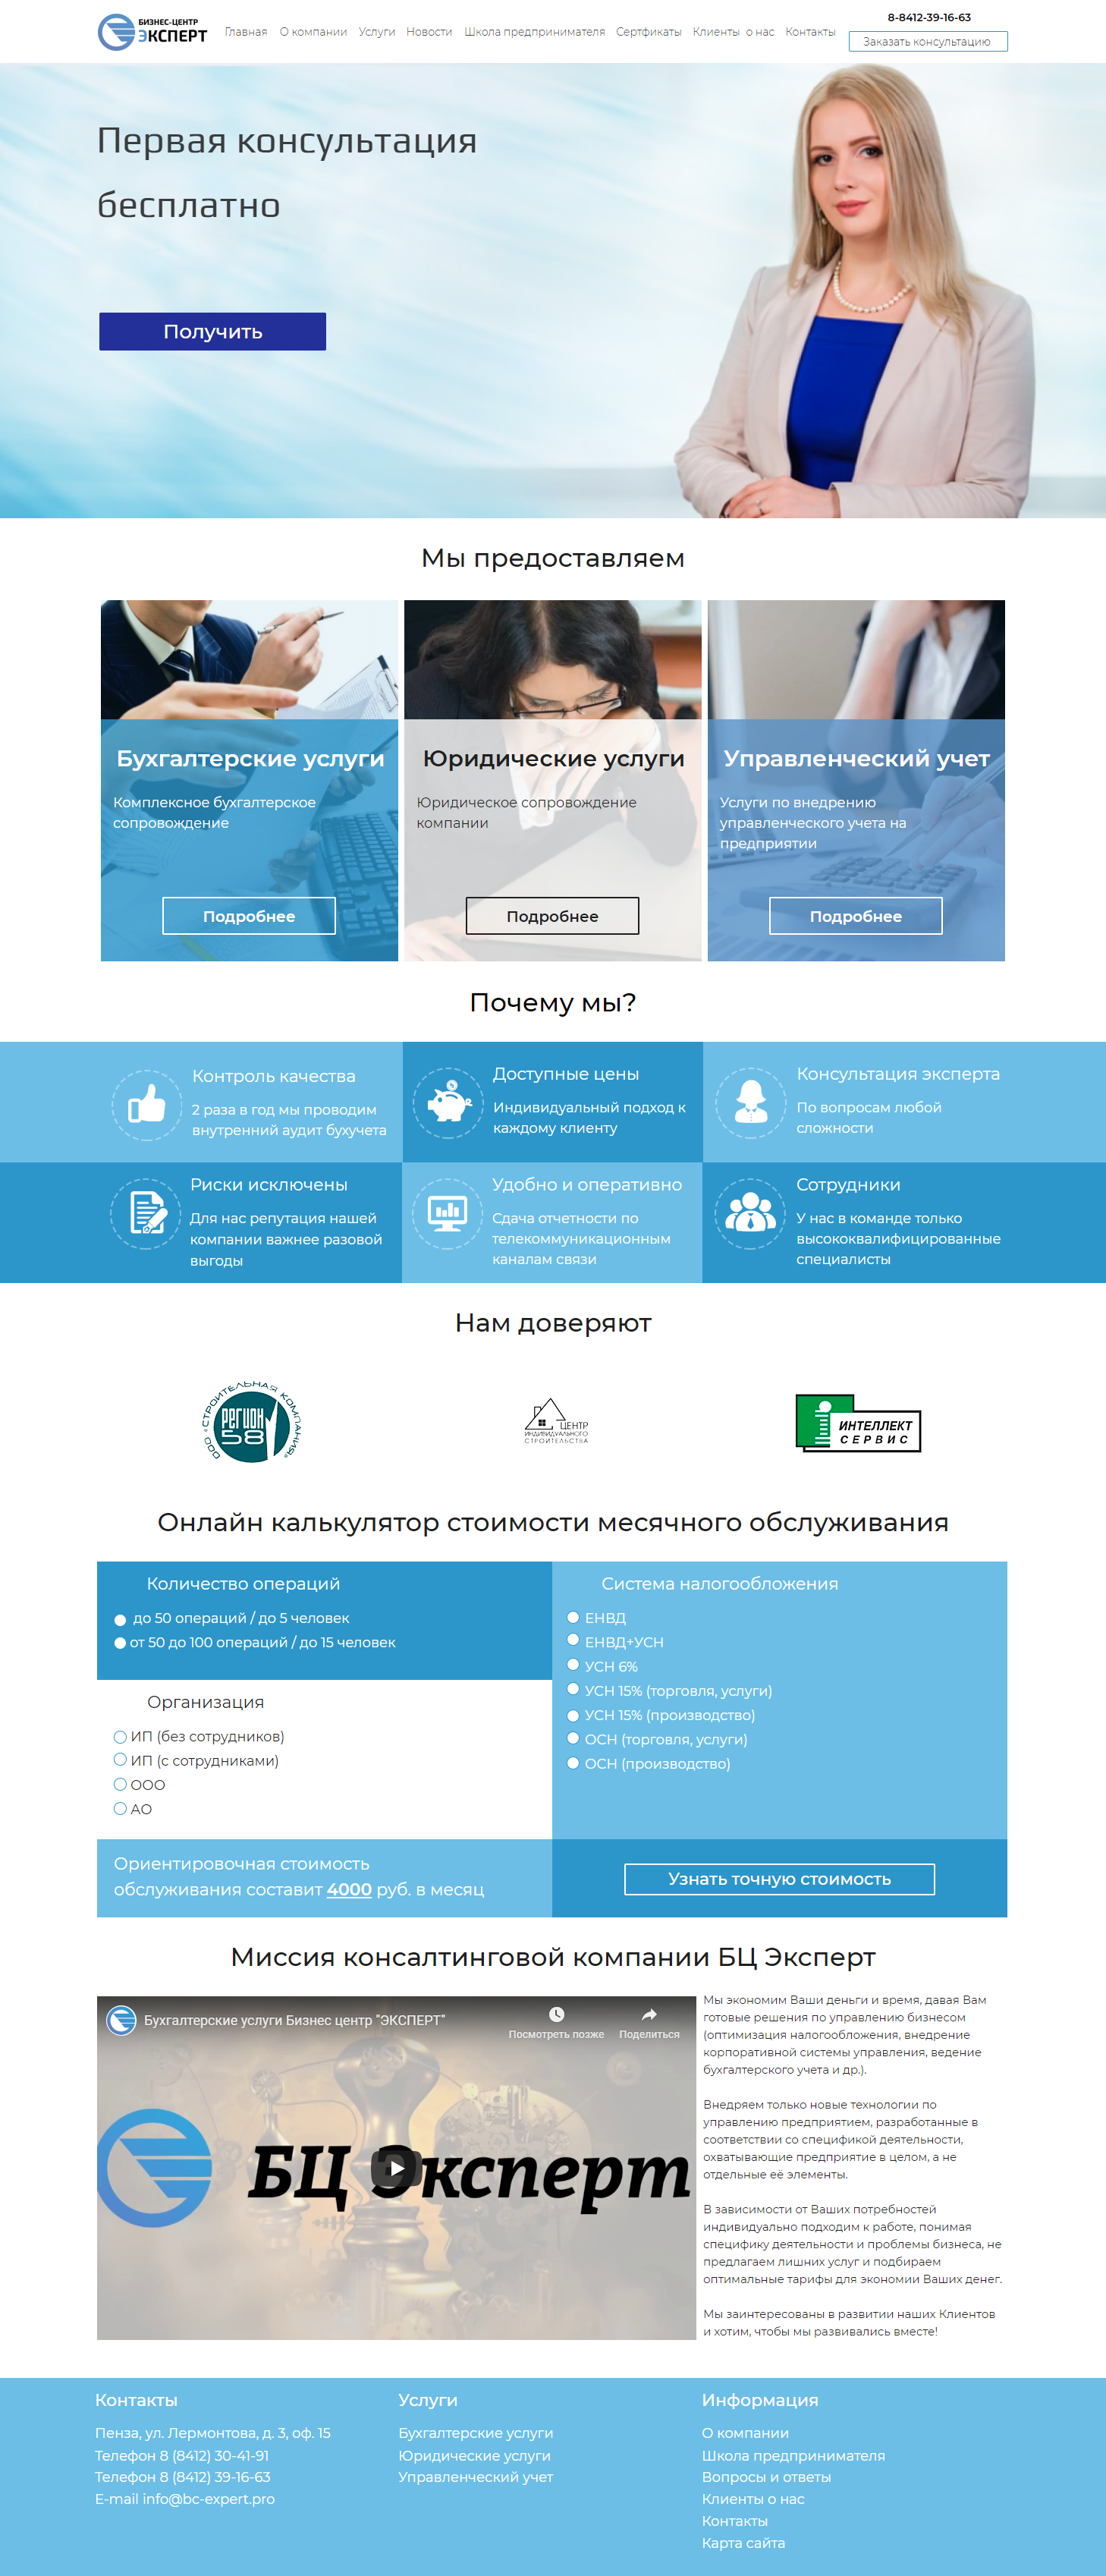 БИЗНЕС-ЦЕНТР
ЭКСПЕРТ
Главная О компании Услуги Новости Школа предпринимателя Сертфикаты Клиенты о нас Контакты
8-8412-39-16-63
Заказать консультацию
Первая консультация
бесплатно
Получить
Мы предоставляем
Бухгалтерские услуги
Комплексное бухгалтерское
сопровождение
Подробнее
Юридические услуги
Юридическое сопровождение
компании
Подробнее
Управленческий учет
Услуги по внедрению
управленческого учета на
предприятии
Подробнее
Почему мы?
Контроль качества
2 раза в год мы проводим
внутренний аудит бухучета
Доступные цены
Индивидуальный подход к
каждому клиенту
Консультация эксперта
По вопросам любой
сложности
Риски исключены
Для нас репутация нашей
компании важнее разовой
выгоды
Удобно и оперативно
Сдача отчетности по
телекоммуникационным
каналам связи
Сотрудники
У нас в команде только
высококвалифицированные
специалисты
Нам доверяют
ООО «СТРОИТЕЛЬНАЯ КОМПАНИЯ»
РЕГИОН
58
ЦЕНТР
ИНДИВИДУАЛЬНОГО
СТРОИТЕЛЬСТВА
ИНТЕЛЛЕКТ
СЕРВИС
Онлайн калькулятор стоимости месячного обслуживания
Количество операций
до 50 операций / до 5 человек
от 50 до 100 операций / до 15 человек
Организация
ИП (без сотрудников)
ИП (с сотрудниками)
ООО
АО
Система налогообложения
ЕНВД
ЕНВД+УСН
УСН 6%
УСН 15% (торговля, услуги)
УСН 15% (производство)
ОСН (торговля, услуги)
ОСН (производство)
Ориентировочная стоимость
обслуживания составит 4000 руб. в месяц
Узнать точную стоимость
Миссия консалтинговой компании БЦ Эксперт
Бухгалтерские услуги Бизнес центр "ЭКСПЕРТ"
Посмотреть позже
Поделиться
БЦ Эксперт
Мы экономим Ваши деньги и время, давая Вам
готовые решения по управлению бизнесом
(оптимизация налогообложения, внедрение
корпоративной системы управления, ведение
бухгалтерского учета и др.).
Внедряем только новые технологии по
управлению предприятием, разработанные в
соответствии со спецификой деятельности,
охватывающие предприятие в целом, а не
отдельные её элементы.
В зависимости от Ваших потребностей
индивидуально подходим к работе, понимая
специфику деятельности и проблемы бизнеса, не
предлагаем лишних услуг и подбираем
оптимальные тарифы для экономии Ваших денег.
Мы заинтересованы в развитии наших Клиентов
и хотим, чтобы мы развивались вместе!
Контакты
Пенза, ул. Лермонтова, д. 3, оф. 15
Телефон 8 (8412) 30-41-91
Телефон 8 (8412) 39-16-63
E-mail info@bc-expert.pro
Услуги
Бухгалтерские услуги
Юридические услуги
Управленческий учет
Информация
О компании
Школа предпринимателя
Вопросы и ответы
Клиенты о нас
Контакты
Карта сайта